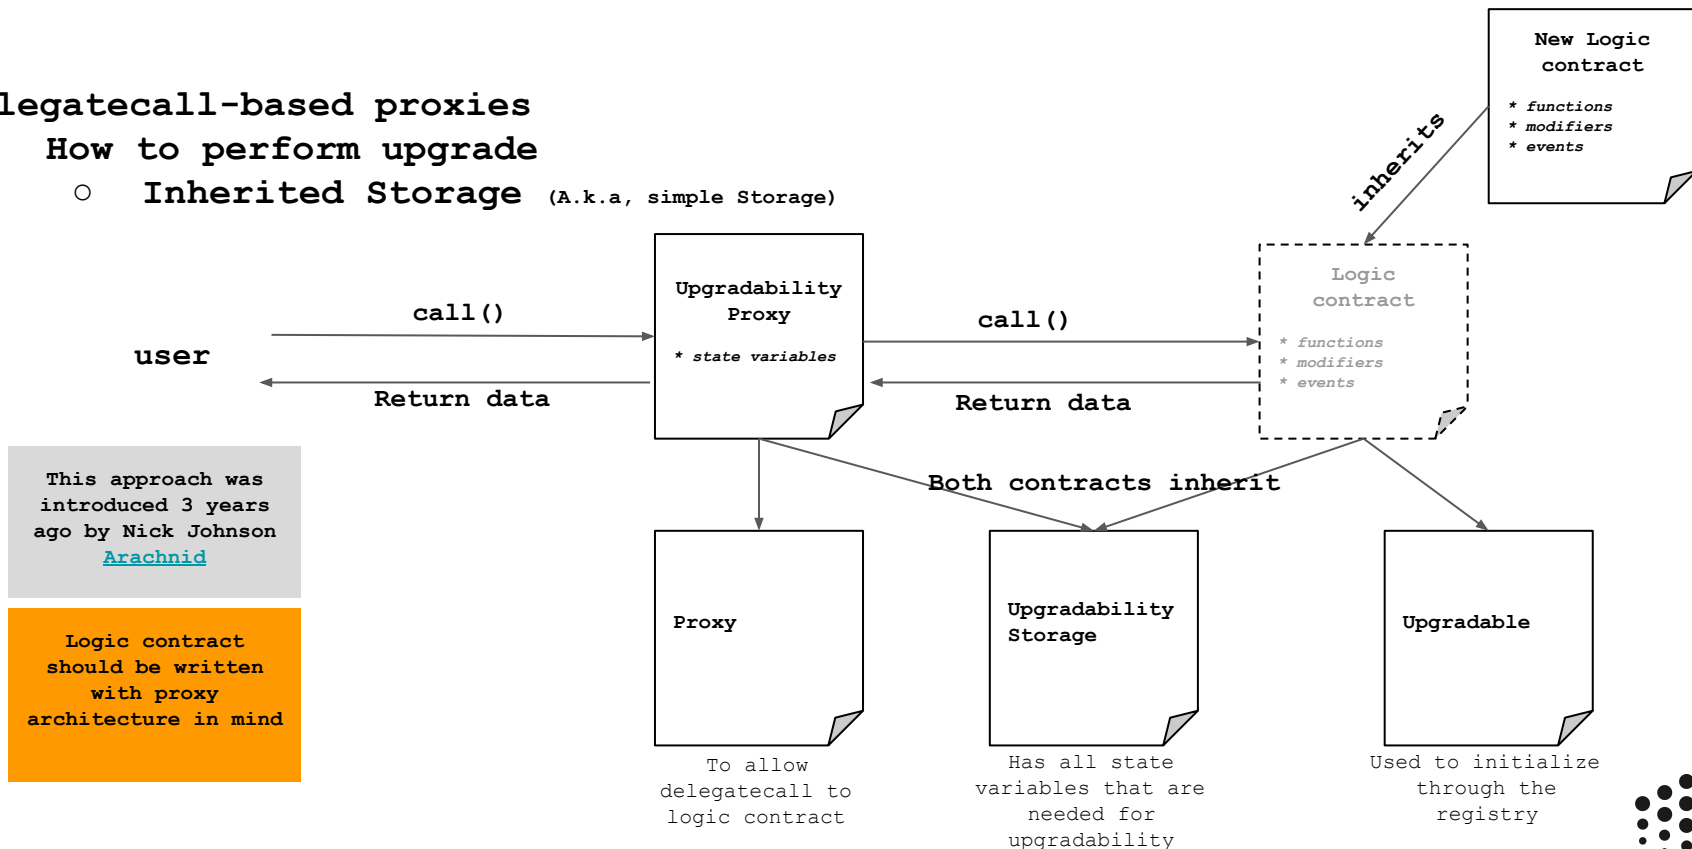 legatecall-based proxies
How to perform upgrade
○ Inherited Storage (A.k.a, simple Storage)
New Logic
contract
* functions
* modifiers
* events
inherits
user
call()
Return data
Upgradability
Proxy
* state variables
call()
Return data
Logic
contract
* functions
* modifiers
* events
Both contracts inherit
This approach was
introduced 3 years
ago by Nick Johnson
Arachnid
Logic contract
should be written
with proxy
architecture in mind
Proxy
To allow
delegatecall to
logic contract
Upgradability
Storage
Has all state
variables that are
needed for
upgradability
Upgradable
Used to initialize
through the
registry